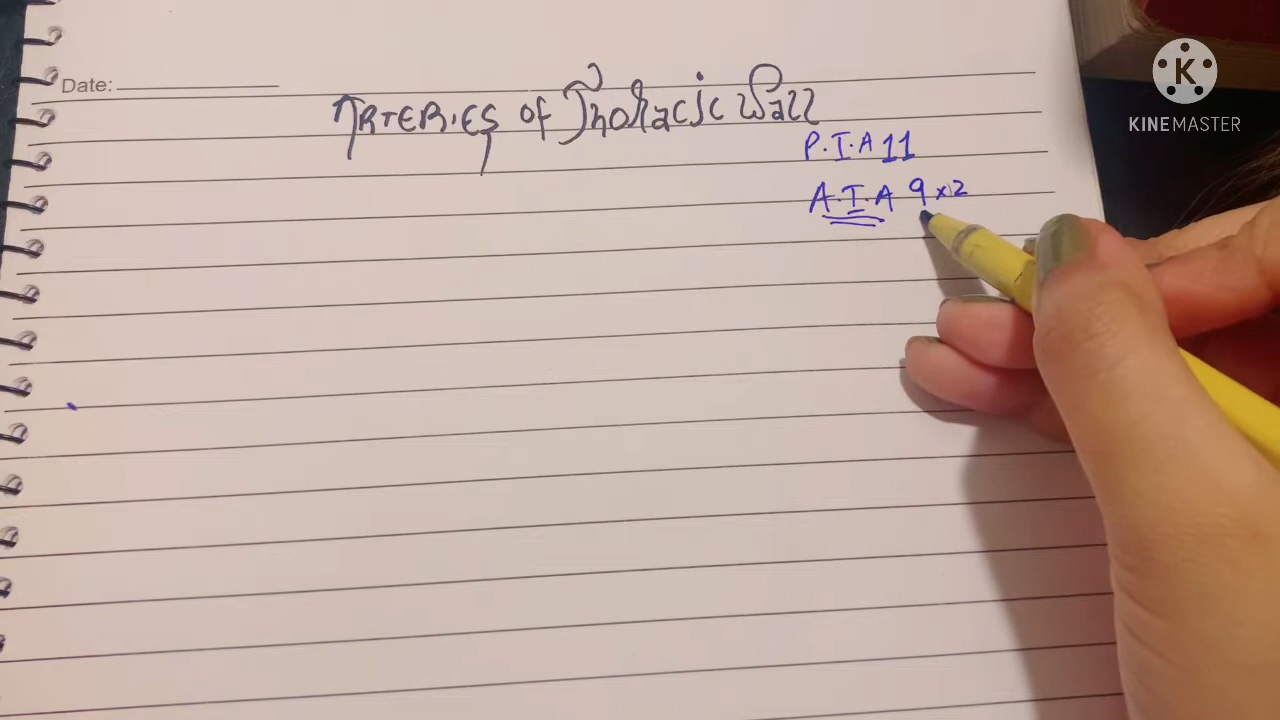 Date:
ARTERIES of Thoracic Wall
P.I.A 11
A.I.A 9 x 2
K
KINEMASTER